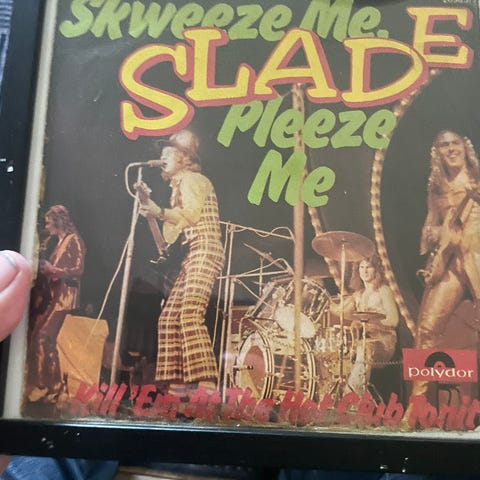 Skweeze Me.
SLADE
Pleeze
Me
polydor
Kill 'Em At The Hot Club Tonite